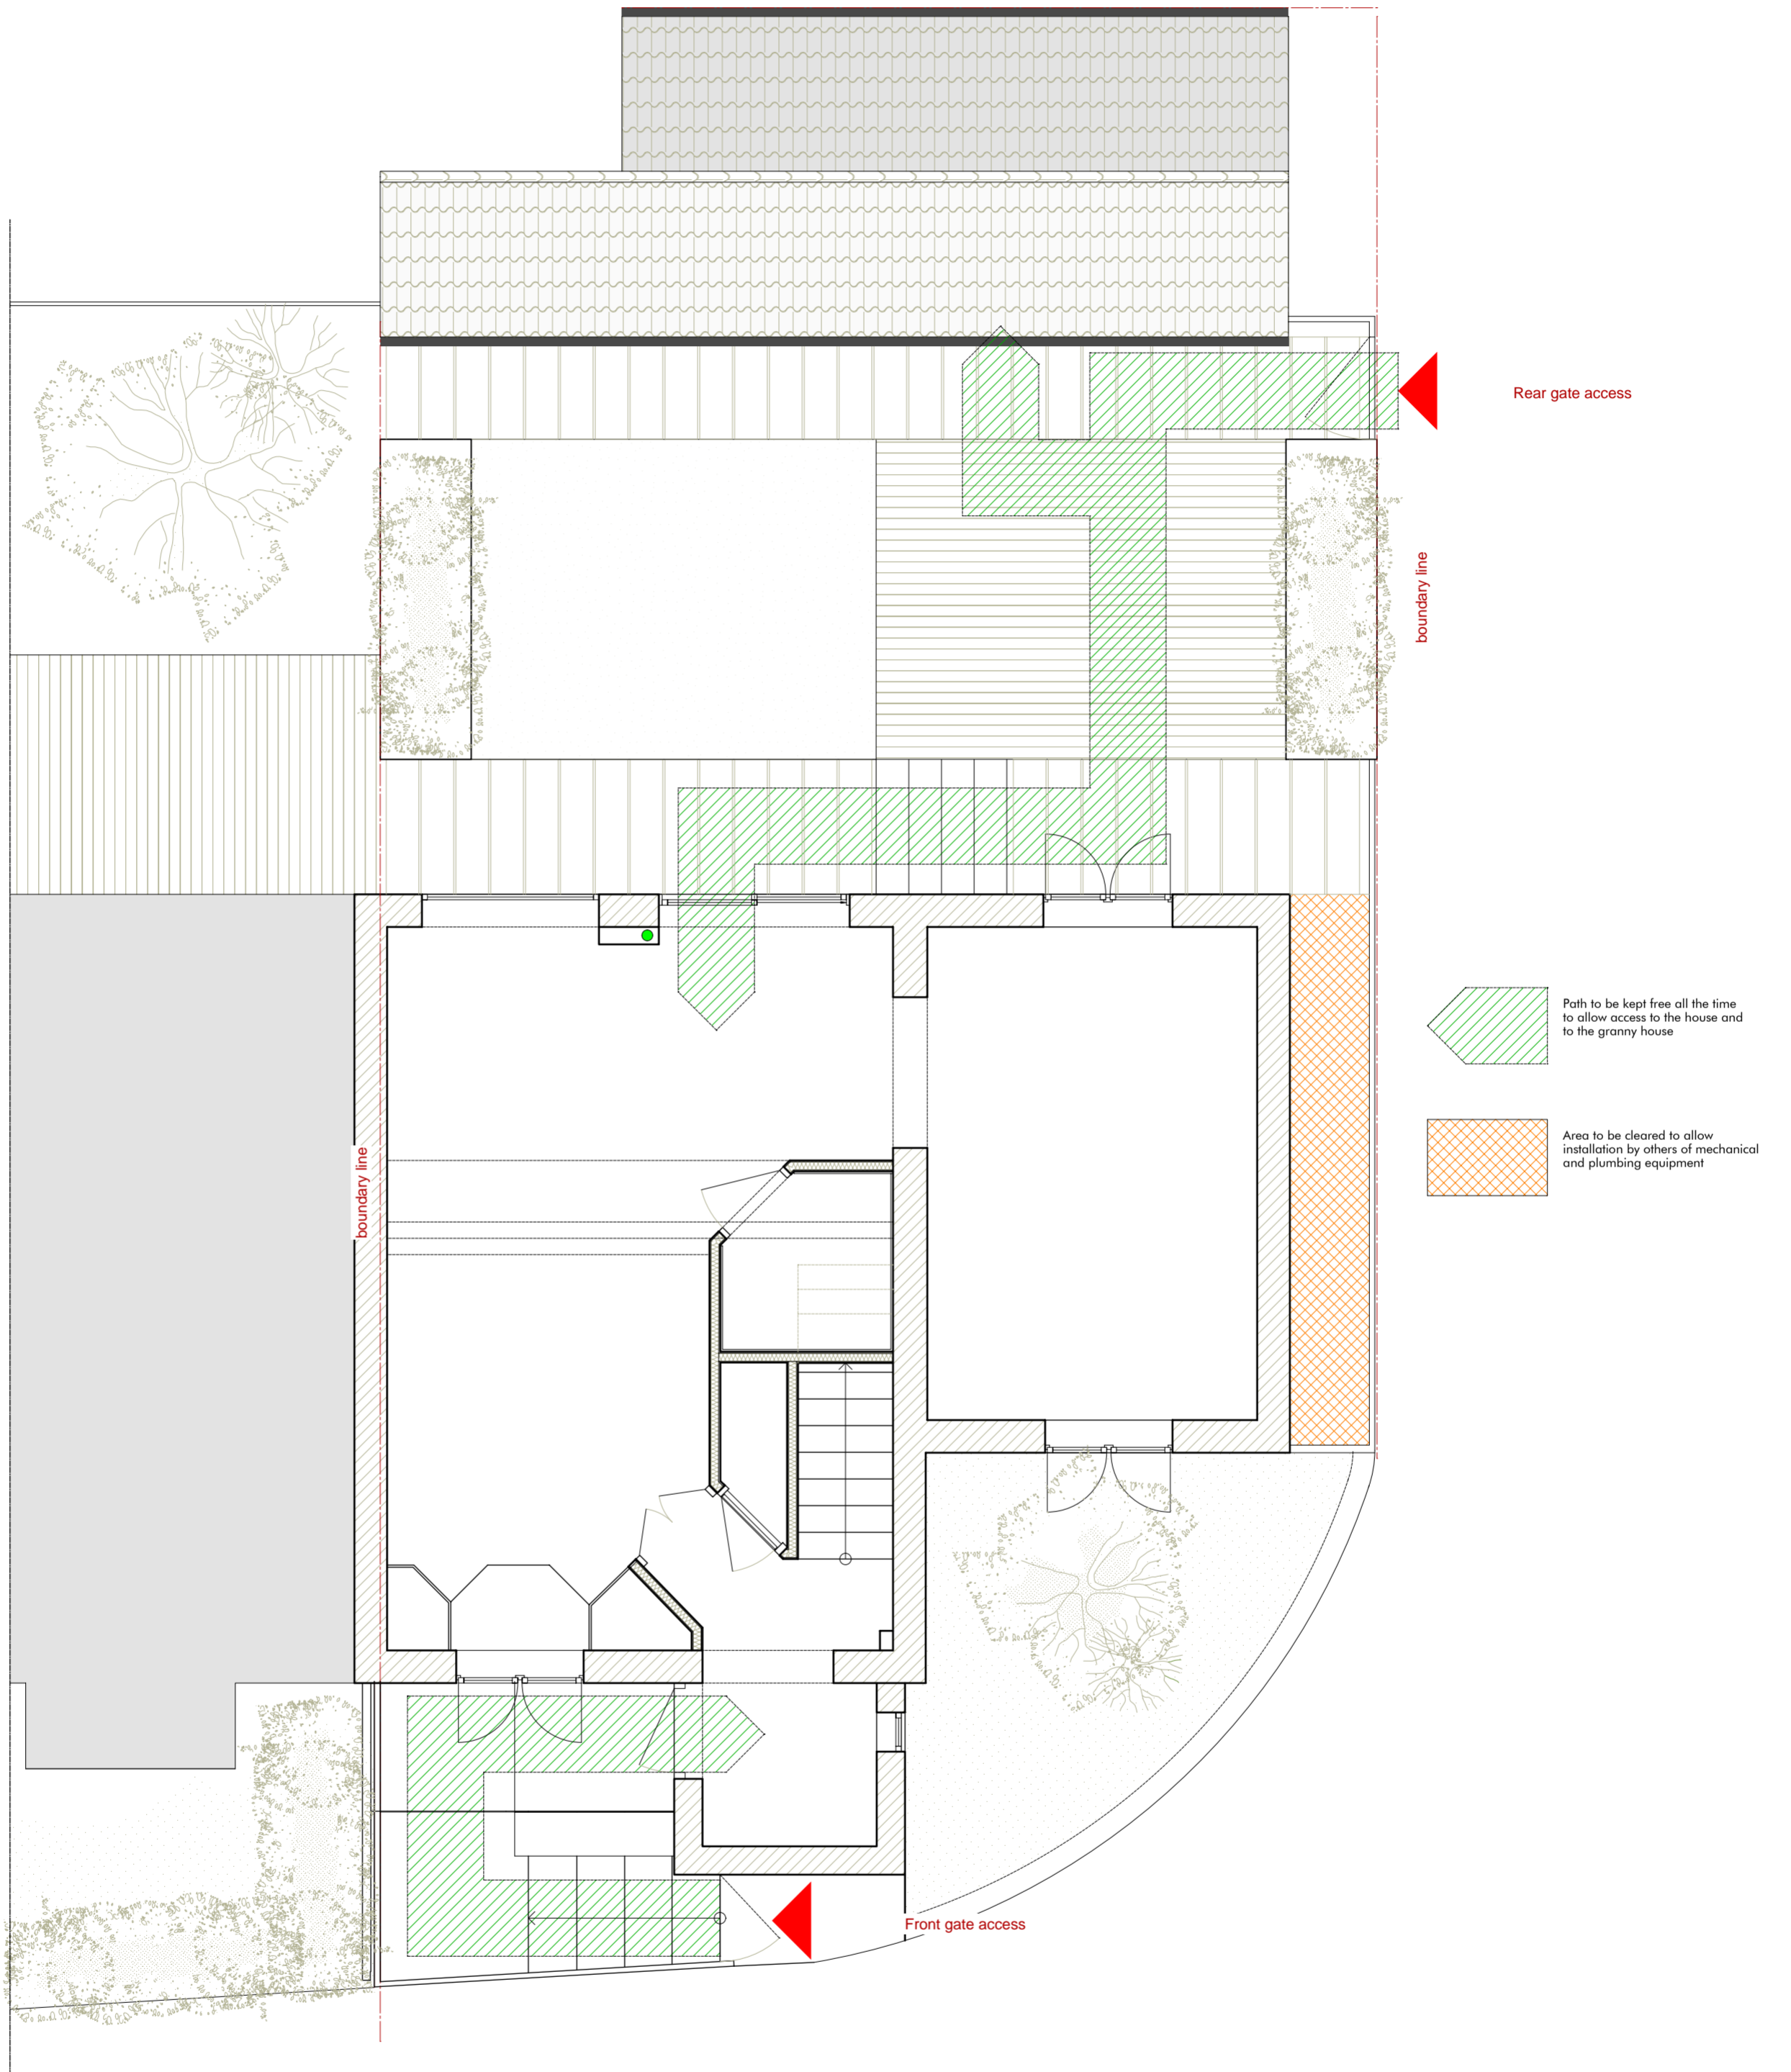 Rear gate access
boundary line
Path to be kept free all the time
to allow access to the house and
to the granny house
Area to be cleared to allow
installation by others of mechanical
and plumbing equipment
boundary line
Front gate access